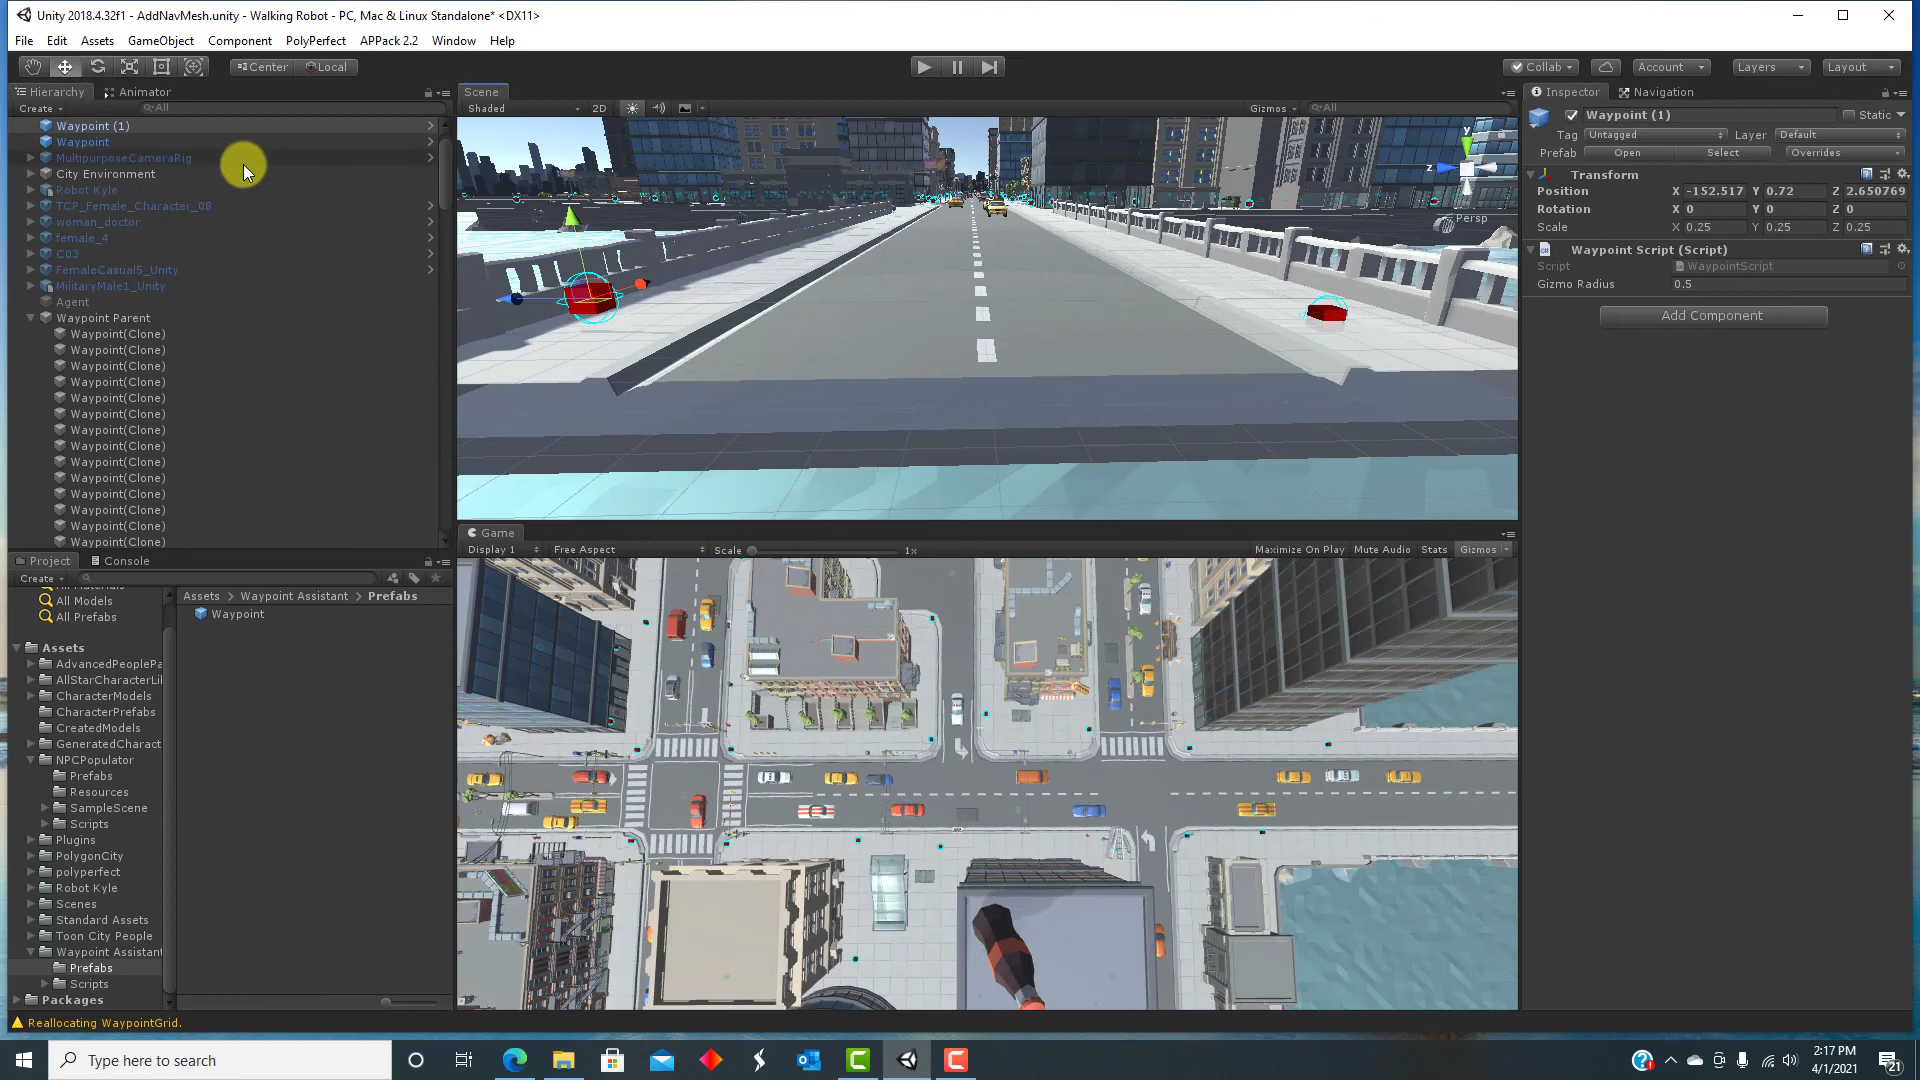 Unity 2018.4.32f1 - AddNavMesh.unity - Walking Robot - PC, Mac & Linux Standalone* <DX11>
File Edit Assets GameObject Component PolyPerfect APPack 2.2 Window Help
Center Local Collab Account Layers Layout
Hierarchy Animator
Create All
Waypoint (1)
Waypoint
MultipurposeCameraRig
City Environment
Robot Kyle
TCP_Female_Character_08
woman_doctor
female_4
C03
FemaleCasual5_Unity
MilitaryMale1_Unity
Agent
Waypoint Parent
Waypoint(Clone)
Waypoint(Clone)
Waypoint(Clone)
Waypoint(Clone)
Waypoint(Clone)
Waypoint(Clone)
Waypoint(Clone)
Waypoint(Clone)
Waypoint(Clone)
Waypoint(Clone)
Waypoint(Clone)
Waypoint(Clone)
Waypoint(Clone)
Waypoint(Clone)
Scene
Shaded 2D Gizmos All
y
z
Persp
Game
Display 1 Free Aspect Scale 1x Maximize On Play Mute Audio Stats Gizmos
Inspector Navigation
Waypoint (1) Static
Tag Untagged Layer Default
Prefab Open Select Overrides
Transform
Position X -152.517 Y 0.72 Z 2.650769
Rotation X 0 Y 0 Z 0
Scale X 0.25 Y 0.25 Z 0.25
Waypoint Script (Script)
Script WaypointScript
Gizmo Radius 0.5
Add Component
Project Console
Create
All Models
All Prefabs
Assets
AdvancedPeoplePa
AllStarCharacterLi
CharacterModels
CharacterPrefabs
CreatedModels
GeneratedCharact
NPCPopulator
Prefabs
Resources
SampleScene
Scripts
Plugins
PolygonCity
polyperfect
Robot Kyle
Scenes
Standard Assets
Toon City People
Waypoint Assistant
Prefabs
Scripts
Packages
Assets > Waypoint Assistant > Prefabs
Waypoint
Reallocating WaypointGrid.
Type here to search
2:17 PM
4/1/2021
21